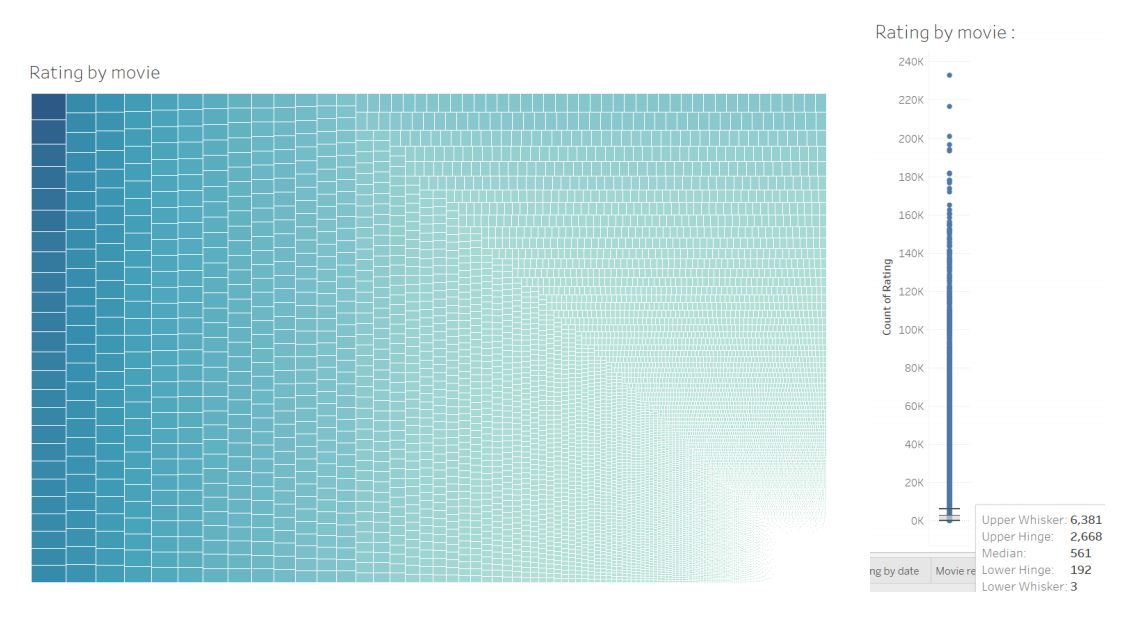 Rating by movie
Rating by movie :
240K
220K
200K
180K
160K
140K
120K
100K
80K
60K
40K
20K
0K
Count of Rating
Upper Whisker: 6,381
Upper Hinge: 2,668
Median: 561
Lower Hinge: 192
Lower Whisker: 3
ng by date
Movie re